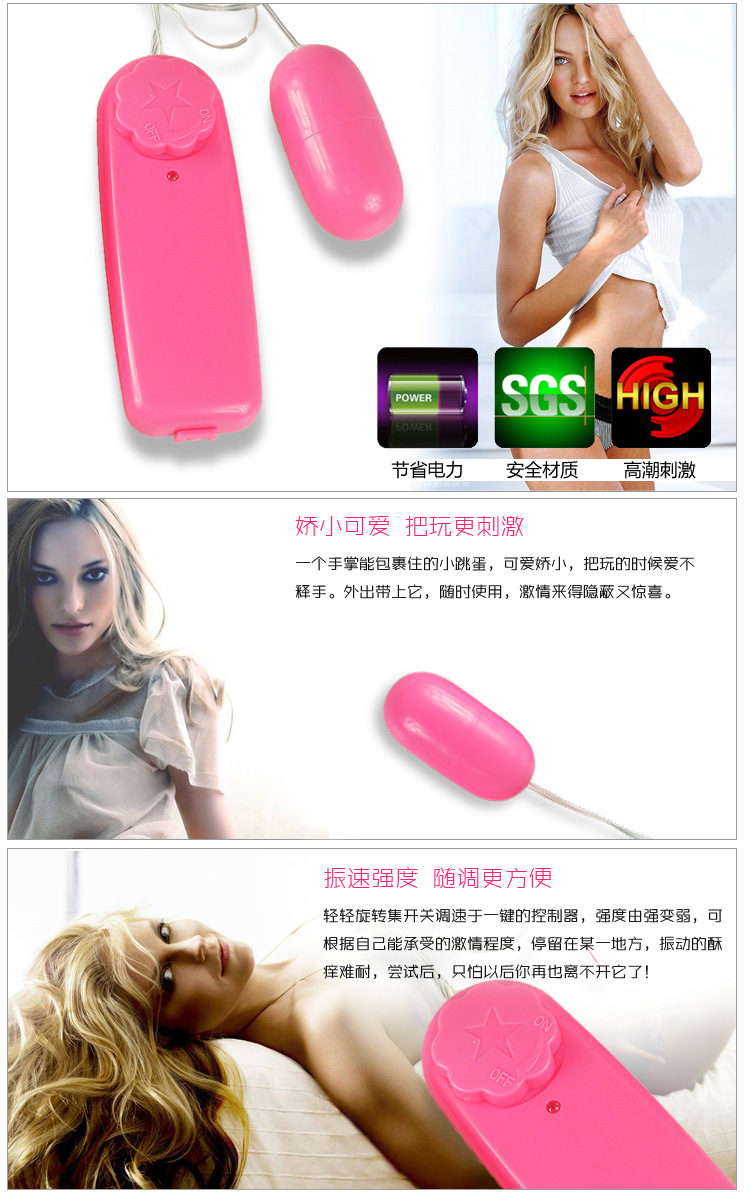 ON
OFF
POWER
SGS
HIGH
节省电力
安全材质
高潮刺激
娇小可爱 把玩更刺激
一个手掌能包裹住的小跳蛋，可爱娇小，把玩的时候爱不
释手。外出带上它，随时使用，激情来得隐蔽又惊喜。
振速强度 随调更方便
轻轻旋转集开关调速于一键的控制器，强度由强变弱，可
根据自己能承受的激情程度，停留在某一地方，振动的酥
痒难耐，尝试后，只怕以后你再也离不开它了！
ON
OFF